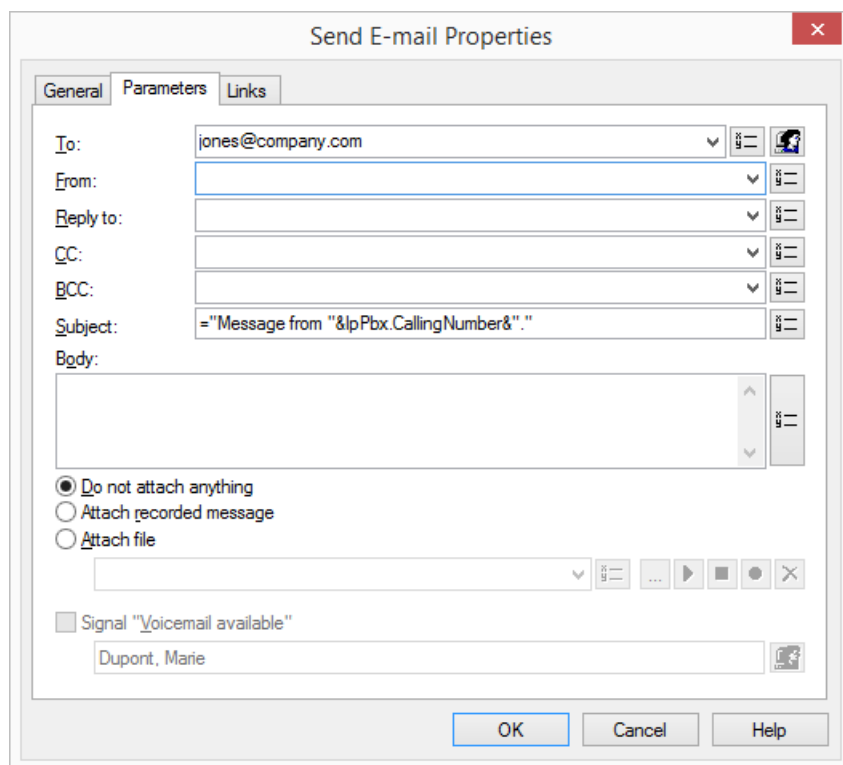 Send E-mail Properties
General Parameters Links
To: jones@company.com
From:
Reply to:
CC:
BCC:
Subject: ="Message from "&IpPbx.CallingNumber&"."
Body:
Do not attach anything
Attach recorded message
Attach file
...
Signal "Voicemail available"
Dupont, Marie
OK Cancel Help